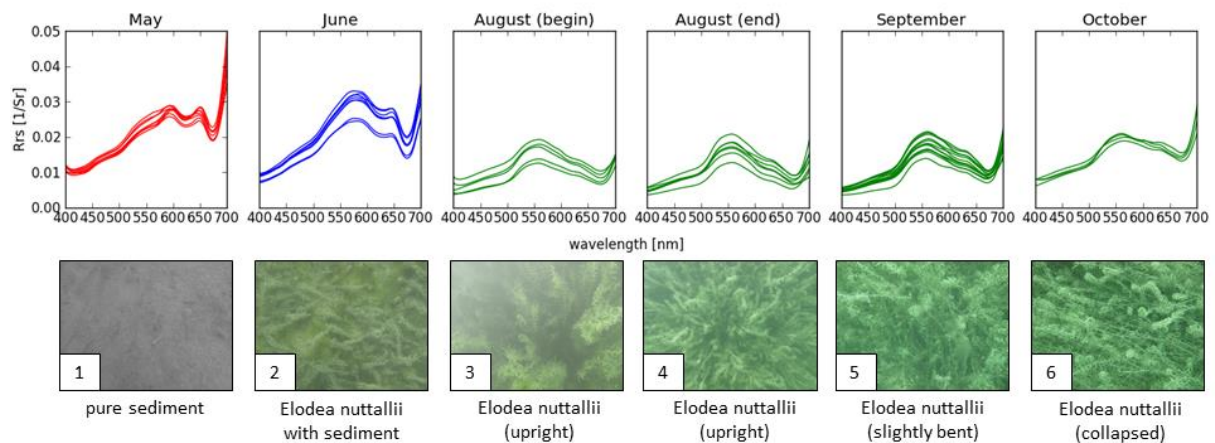 May June August (begin) August (end) September October
Rrs [1/Sr]
0.05
0.04
0.03
0.02
0.01
0.00
400 450 500 550 600 650 700 400 450 500 550 600 650 700 400 450 500 550 600 650 700 400 450 500 550 600 650 700 400 450 500 550 600 650 700 400 450 500 550 600 650 700
wavelength [nm]
1 2 3 4 5 6
pure sediment Elodea nuttallii Elodea nuttallii Elodea nuttallii Elodea nuttallii Elodea nuttallii
with sediment (upright) (upright) (slightly bent) (collapsed)